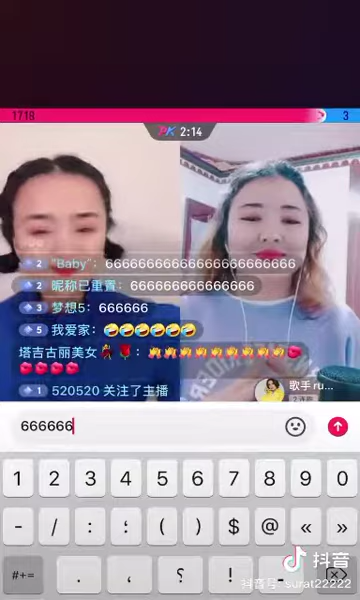 1718
3
PK 2:14
2 "Baby"：66666666666666666666666
2 昵称已重置：666666666666666
3 梦想5：666666
5 我爱家：🤣🤣🤣🤣🤣🤣
塔吉古丽美女💃🌹：
1 520520 关注了主播
歌手 ru...
666666
1 2 3 4 5 6 7 8 9 0
- / : ؛ ( ) $ @ « »
#+= . ، ؟ ! _
抖音
抖音号: surat22222